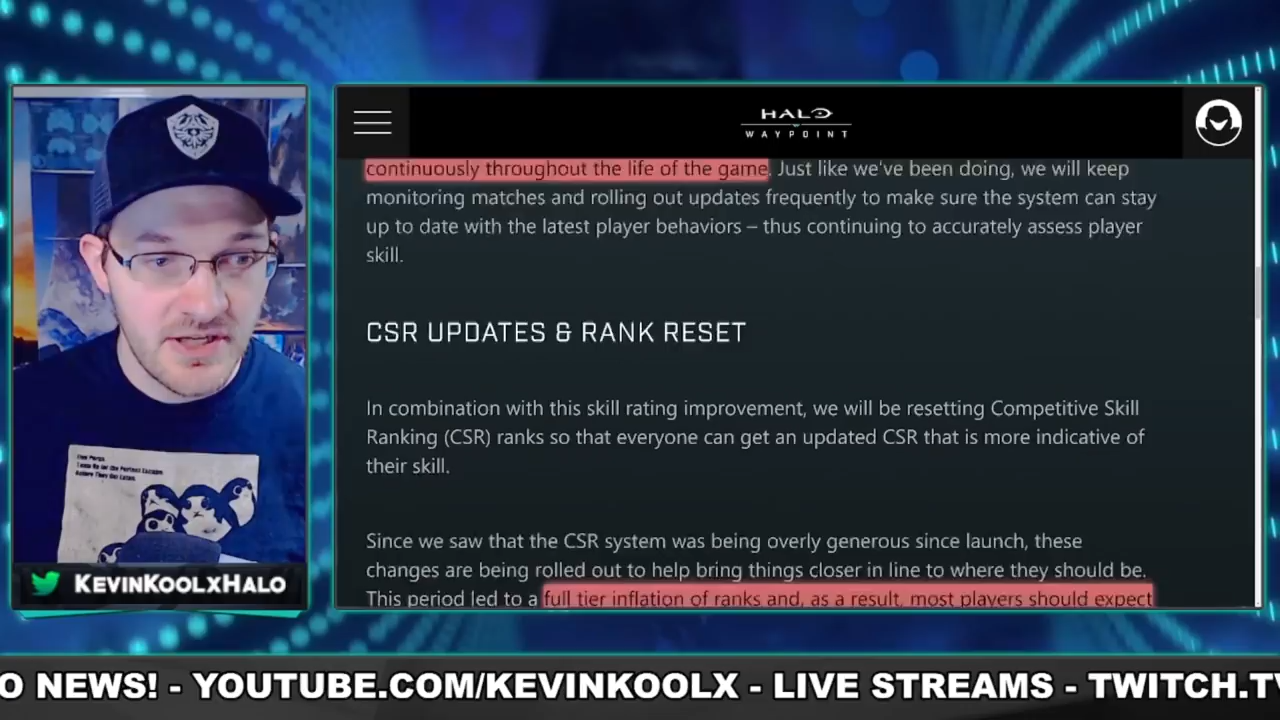 HALO
WAYPOINT
continuously throughout the life of the game. Just like we've been doing, we will keep
monitoring matches and rolling out updates frequently to make sure the system can stay
up to date with the latest player behaviors – thus continuing to accurately assess player
skill.
CSR UPDATES & RANK RESET
In combination with this skill rating improvement, we will be resetting Competitive Skill
Ranking (CSR) ranks so that everyone can get an updated CSR that is more indicative of
their skill.
Since we saw that the CSR system was being overly generous since launch, these
changes are being rolled out to help bring things closer in line to where they should be.
This period led to a full tier inflation of ranks and, as a result, most players should expect
KEVINKOOLXHALO
O NEWS! - YOUTUBE.COM/KEVINKOOLX - LIVE STREAMS - TWITCH.TV